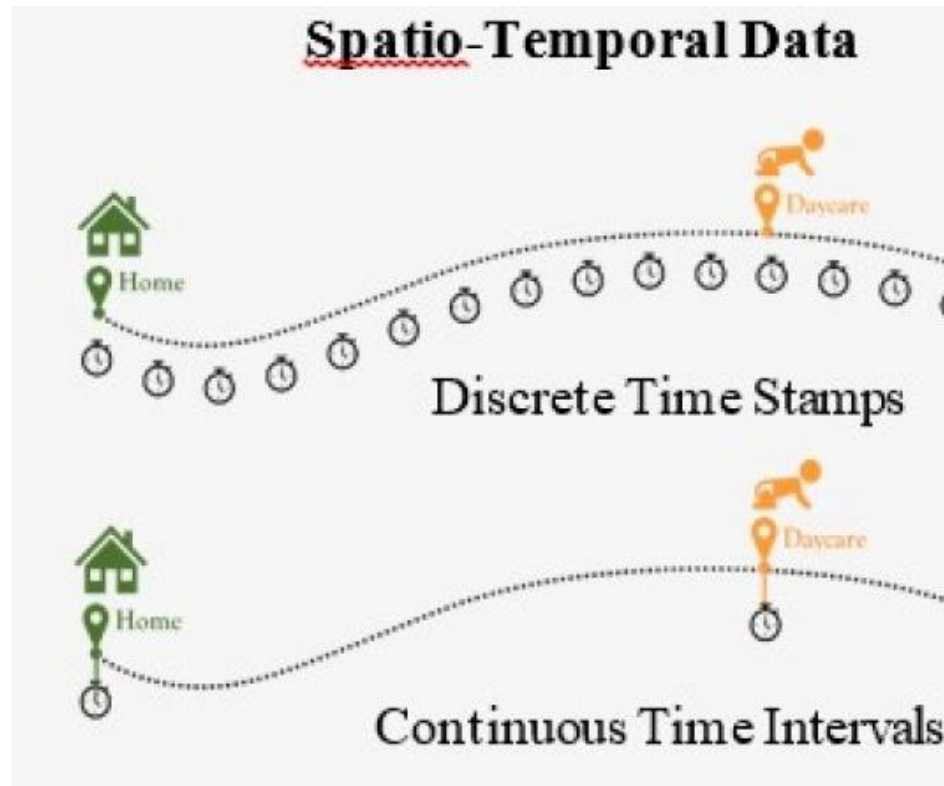 Spatio-Temporal Data
Daycare
Home
Discrete Time Stamps
Daycare
Home
Continuous Time Intervals